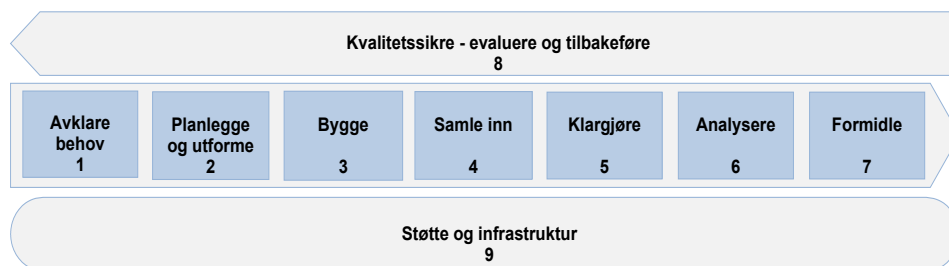 Kvalitetssikre - evaluere og tilbakeføre
8
Avklare
behov
1
Planlegge
og utforme
2
Bygge
3
Samle inn
4
Klargjøre
5
Analysere
6
Formidle
7
Støtte og infrastruktur
9